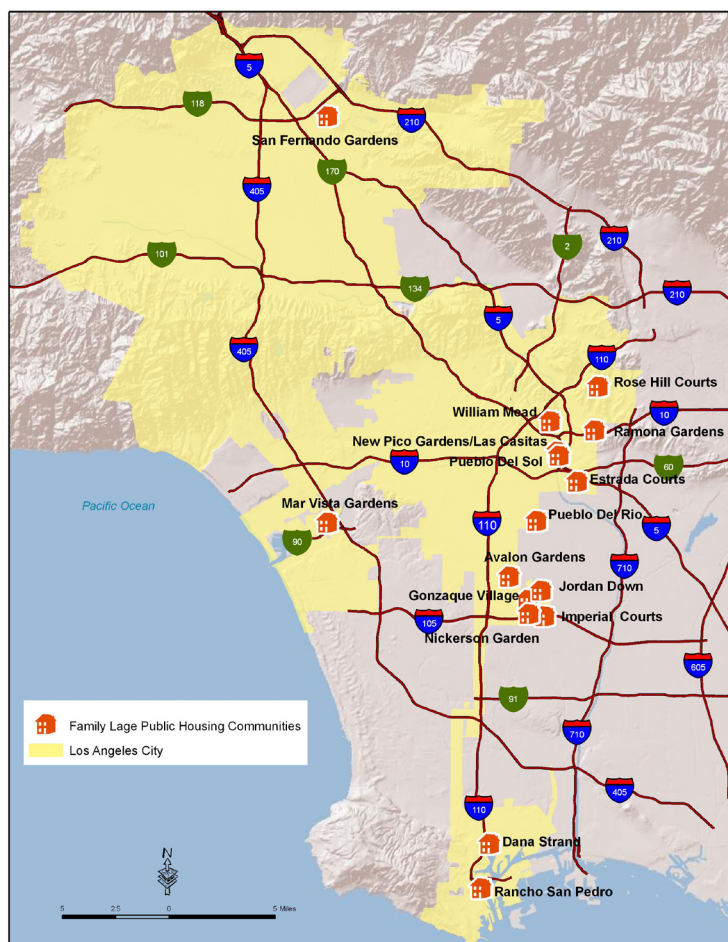 5
118
210
San Fernando Gardens
170
405
2
210
101
134
210
5
405
110
Rose Hill Courts
William Mead
10
Ramona Gardens
New Pico Gardens/Las Casitas
10
Pueblo Del Sol
60
Estrada Courts
Pacific Ocean
Mar Vista Gardens
110
Pueblo Del Rio
5
90
Avalon Gardens
710
Jordan Down
Gonzaque Village
105
Imperial Courts
Nickerson Garden
605
91
Family Lage Public Housing Communities
710
Los Angeles City
405
110
Dana Strand
N
Rancho San Pedro
5 2.5 0 5 Miles